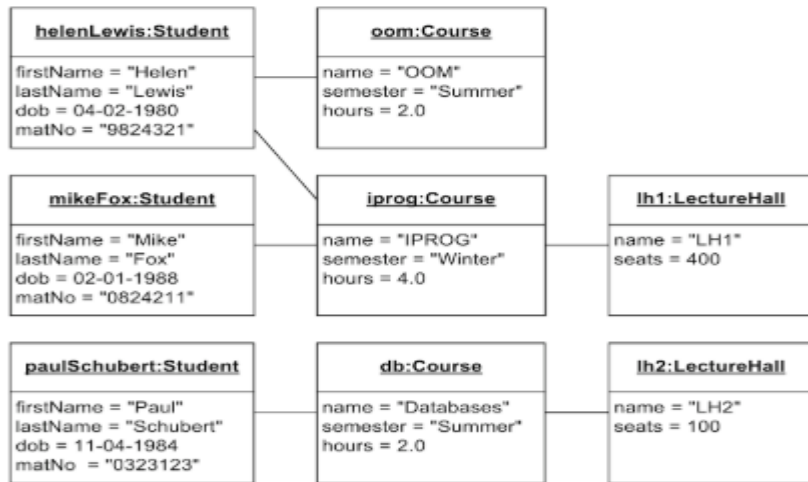 helenLewis:Student
firstName = "Helen"
lastName = "Lewis"
dob = 04-02-1980
matNo = "9824321"
oom:Course
name = "OOM"
semester = "Summer"
hours = 2.0
mikeFox:Student
firstName = "Mike"
lastName = "Fox"
dob = 02-01-1988
matNo = "0824211"
iprog:Course
name = "IPROG"
semester = "Winter"
hours = 4.0
lh1:LectureHall
name = "LH1"
seats = 400
paulSchubert:Student
firstName = "Paul"
lastName = "Schubert"
dob = 11-04-1984
matNo = "0323123"
db:Course
name = "Databases"
semester = "Summer"
hours = 2.0
lh2:LectureHall
name = "LH2"
seats = 100